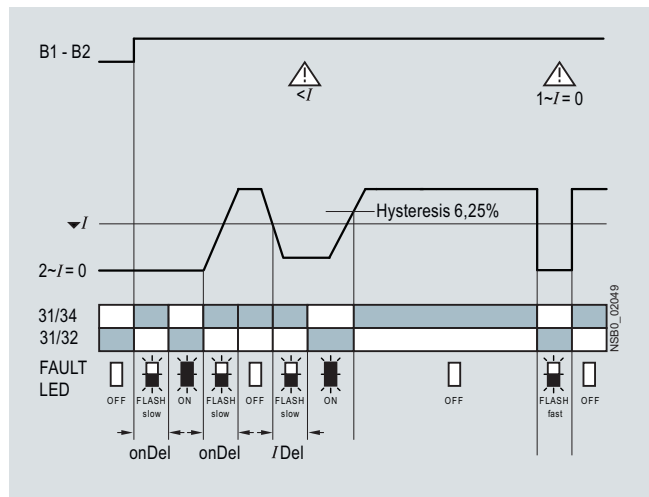 B1 - B2
<I
1~I = 0
▼I
Hysteresis 6,25%
2~I = 0
31/34
31/32
FAULT
LED
OFF
FLASH
slow
ON
FLASH
slow
OFF
FLASH
slow
ON
OFF
FLASH
fast
OFF
onDel
onDel
I Del
NSB0_02049